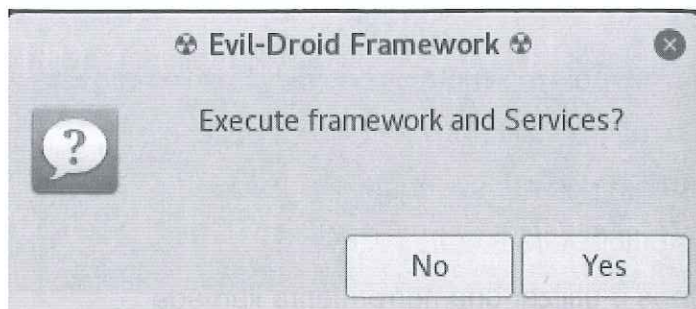 ☢ Evil-Droid Framework ☢
Execute framework and Services?
No
Yes